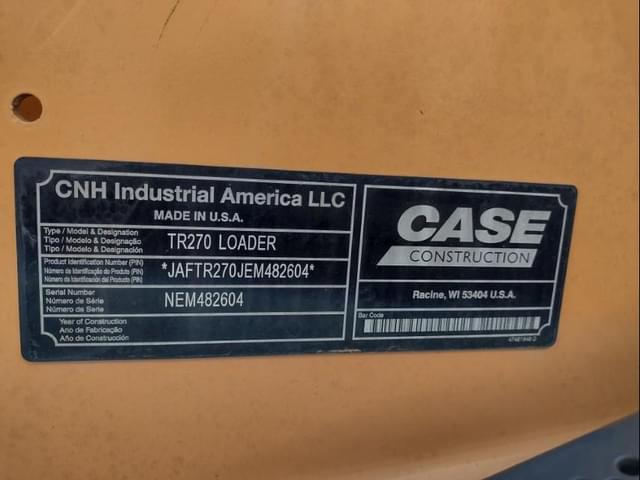 CNH Industrial America LLC
MADE IN U.S.A.
Type / Model & Designation
Tipo / Modelo & Designação
Tipo / Modelo & Designación
TR270 LOADER
Product Identification Number (PIN)
Número da Identificação do Produto (PIN)
Número de Identificación del Producto (PIN)
*JAFTR270JEM482604*
Serial Number
Número de Série
Número de Serie
NEM482604
Year of Construction
Ano de Fabricação
Año de Construcción
CASE
CONSTRUCTION
Racine, WI 53404 U.S.A.
Bar Code